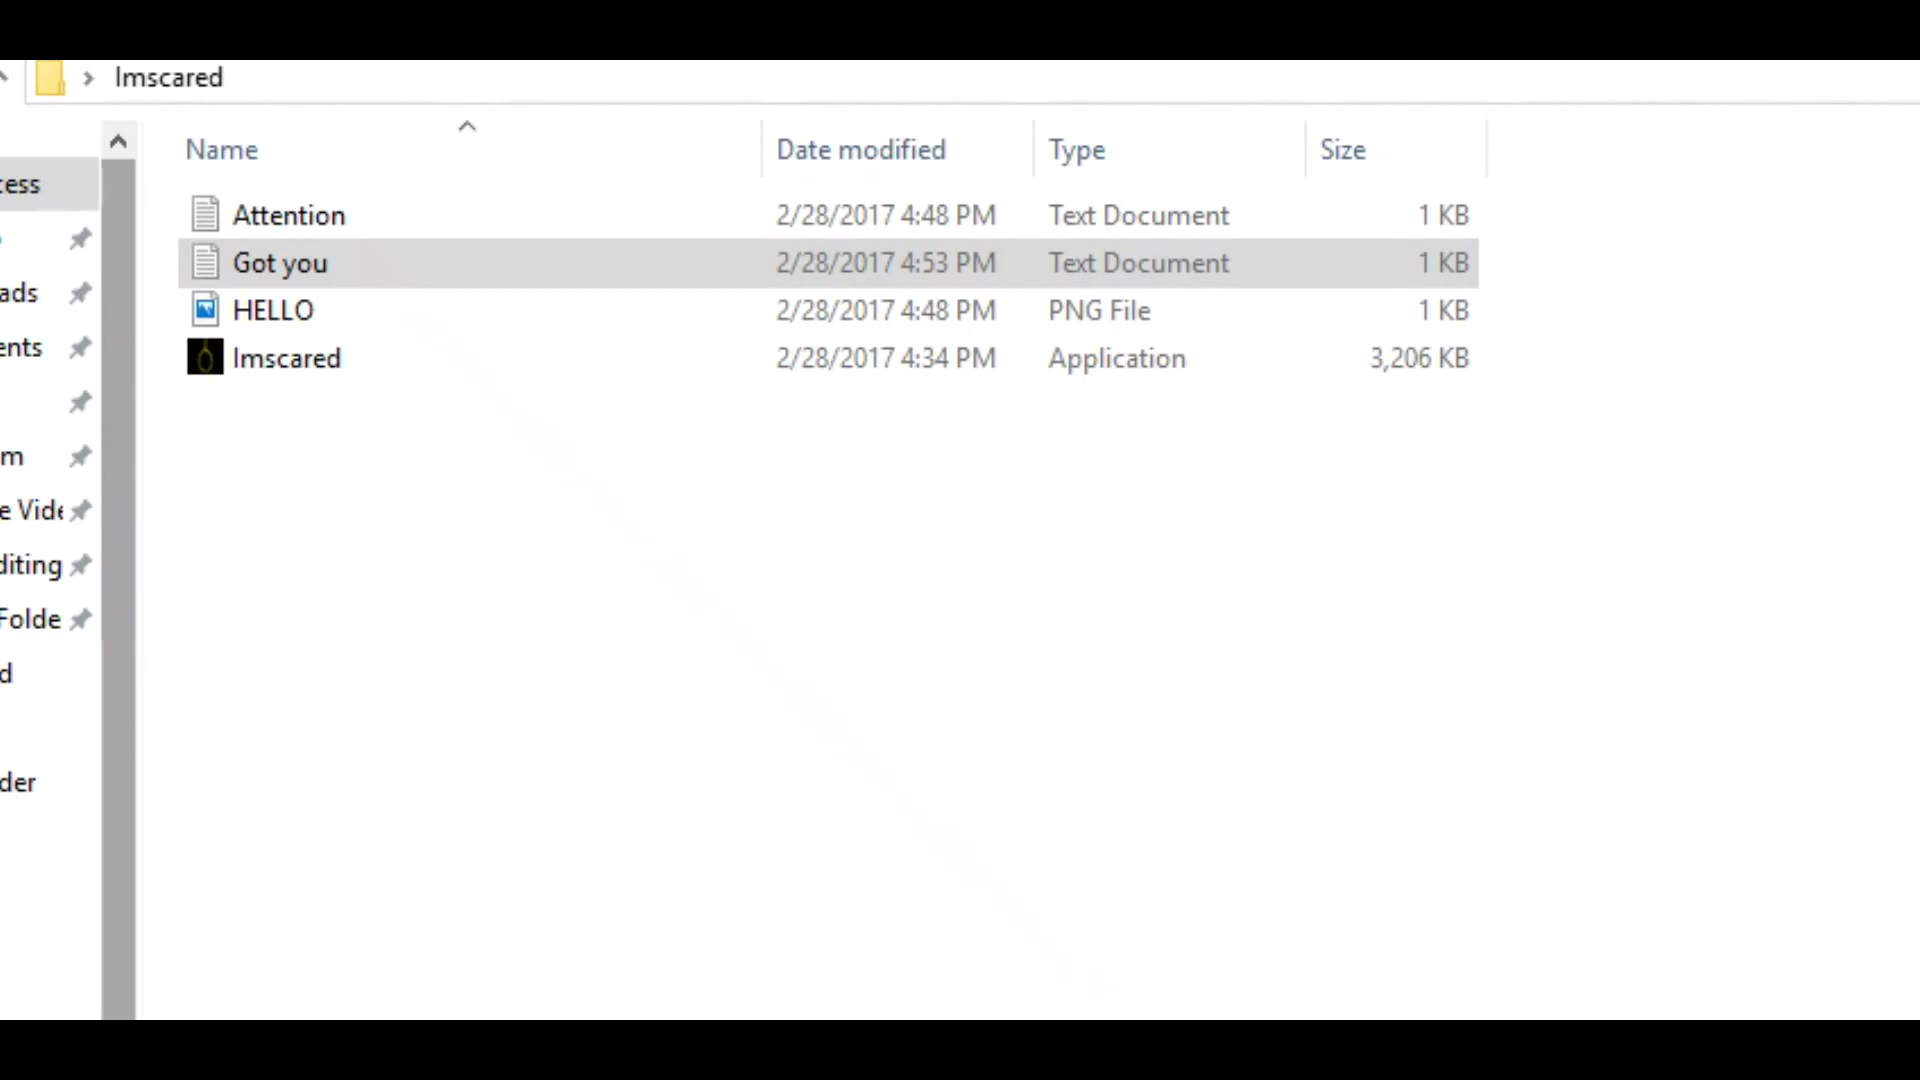 Imscared
Name Date modified Type Size
cess
Attention 2/28/2017 4:48 PM Text Document 1 KB
Got you 2/28/2017 4:53 PM Text Document 1 KB
ads
HELLO 2/28/2017 4:48 PM PNG File 1 KB
ents
Imscared 2/28/2017 4:34 PM Application 3,206 KB
m
e Vide
diting
Folde
d
der